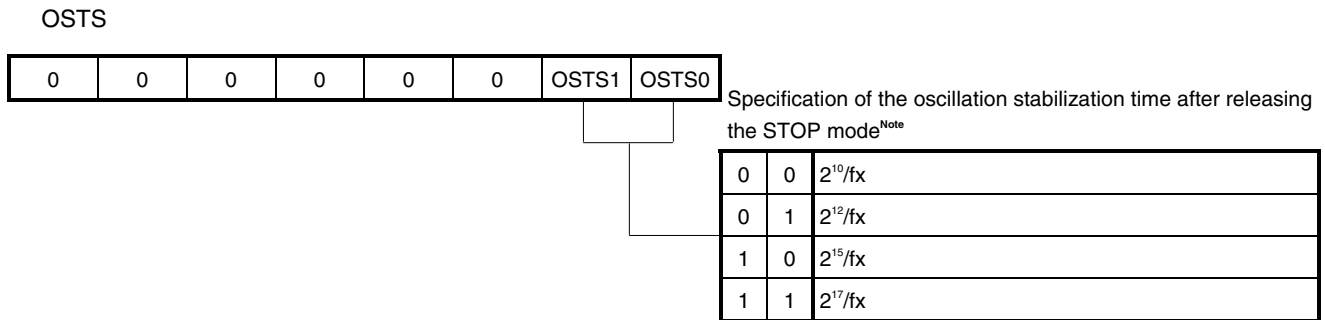 OSTS
0 0 0 0 0 0 OSTS1 OSTS0
Specification of the oscillation stabilization time after releasing
the STOP mode^Note
0 0 2^10/fx
0 1 2^12/fx
1 0 2^15/fx
1 1 2^17/fx